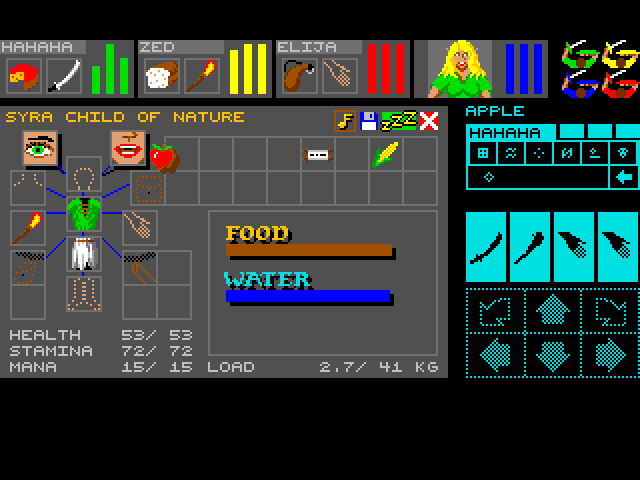 HAHAHA
ZED
ELIJA
APPLE
HAHAHA
SYRA CHILD OF NATURE
ZZZ
FOOD
WATER
HEALTH 53/ 53
STAMINA 72/ 72
MANA 15/ 15
LOAD 2.7/ 41 KG